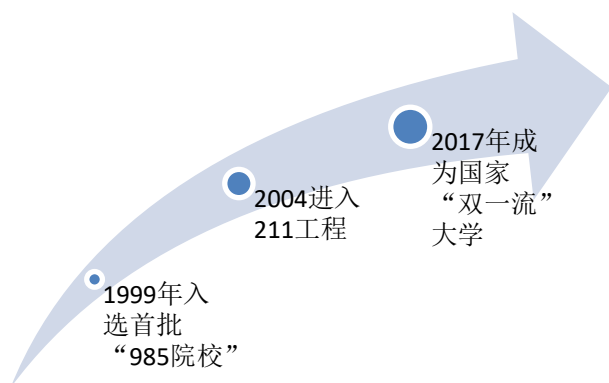 1999年入
选首批
“985院校”
2004进入
211工程
2017年成
为国家
“双一流”
大学